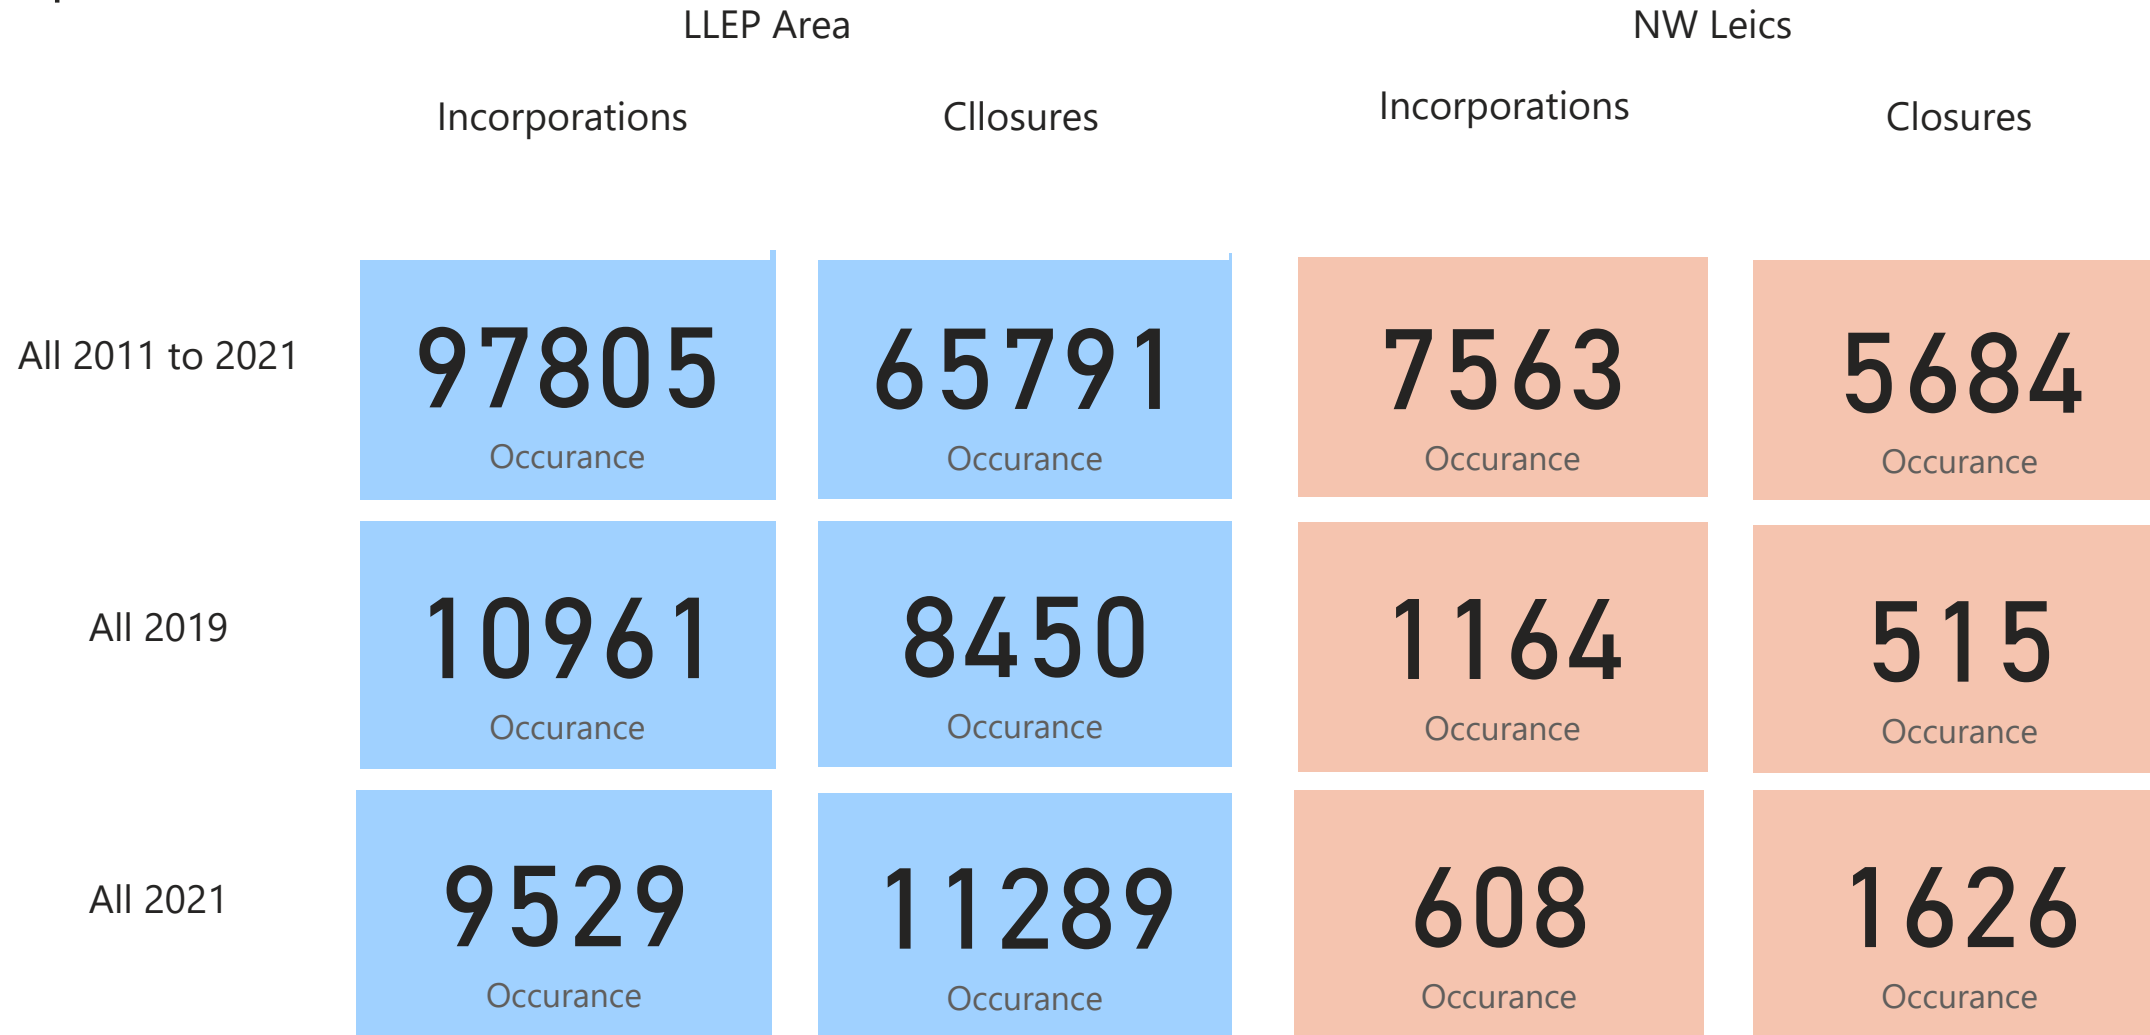 LLEP Area NW Leics
Incorporations Cllosures Incorporations Closures
All 2011 to 2021 97805 65791 7563 5684
Occurance Occurance Occurance Occurance
All 2019 10961 8450 1164 515
Occurance Occurance Occurance Occurance
All 2021 9529 11289 608 1626
Occurance Occurance Occurance Occurance